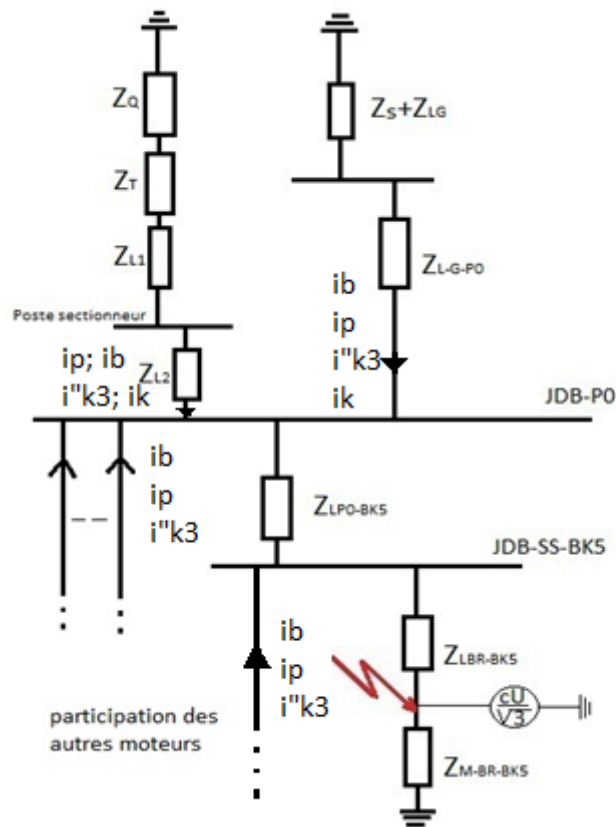 ZQ
ZS+ZLG
ZT
ZL1
ZL-G-P0
Poste sectionneur
ib
ip
i"k3
ik
ip; ib
i"k3; ik
ZL2
JDB-P0
ib
ip
i"k3
ZLP0-BK5
JDB-SS-BK5
ib
ip
i"k3
ZLBR-BK5
cU
√3
participation des
autres moteurs
ZM-BR-BK5